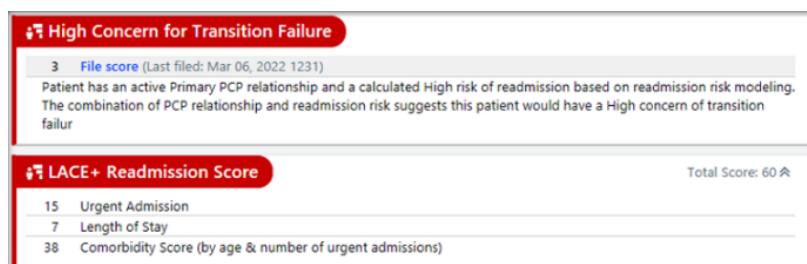 High Concern for Transition Failure
3 File score (Last filed: Mar 06, 2022 1231)
Patient has an active Primary PCP relationship and a calculated High risk of readmission based on readmission risk modeling.
The combination of PCP relationship and readmission risk suggests this patient would have a High concern of transition
failur
LACE+ Readmission Score Total Score: 60
15 Urgent Admission
7 Length of Stay
38 Comorbidity Score (by age & number of urgent admissions)